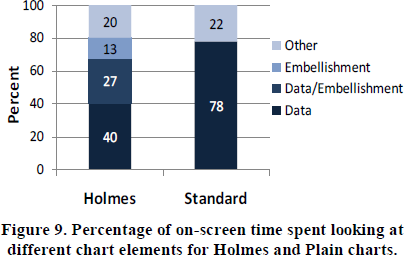 100
80
60
40
20
0
Percent
20
13
27
40
22
78
Holmes
Standard
Other
Embellishment
Data/Embellishment
Data
Figure 9. Percentage of on-screen time spent looking at
different chart elements for Holmes and Plain charts.